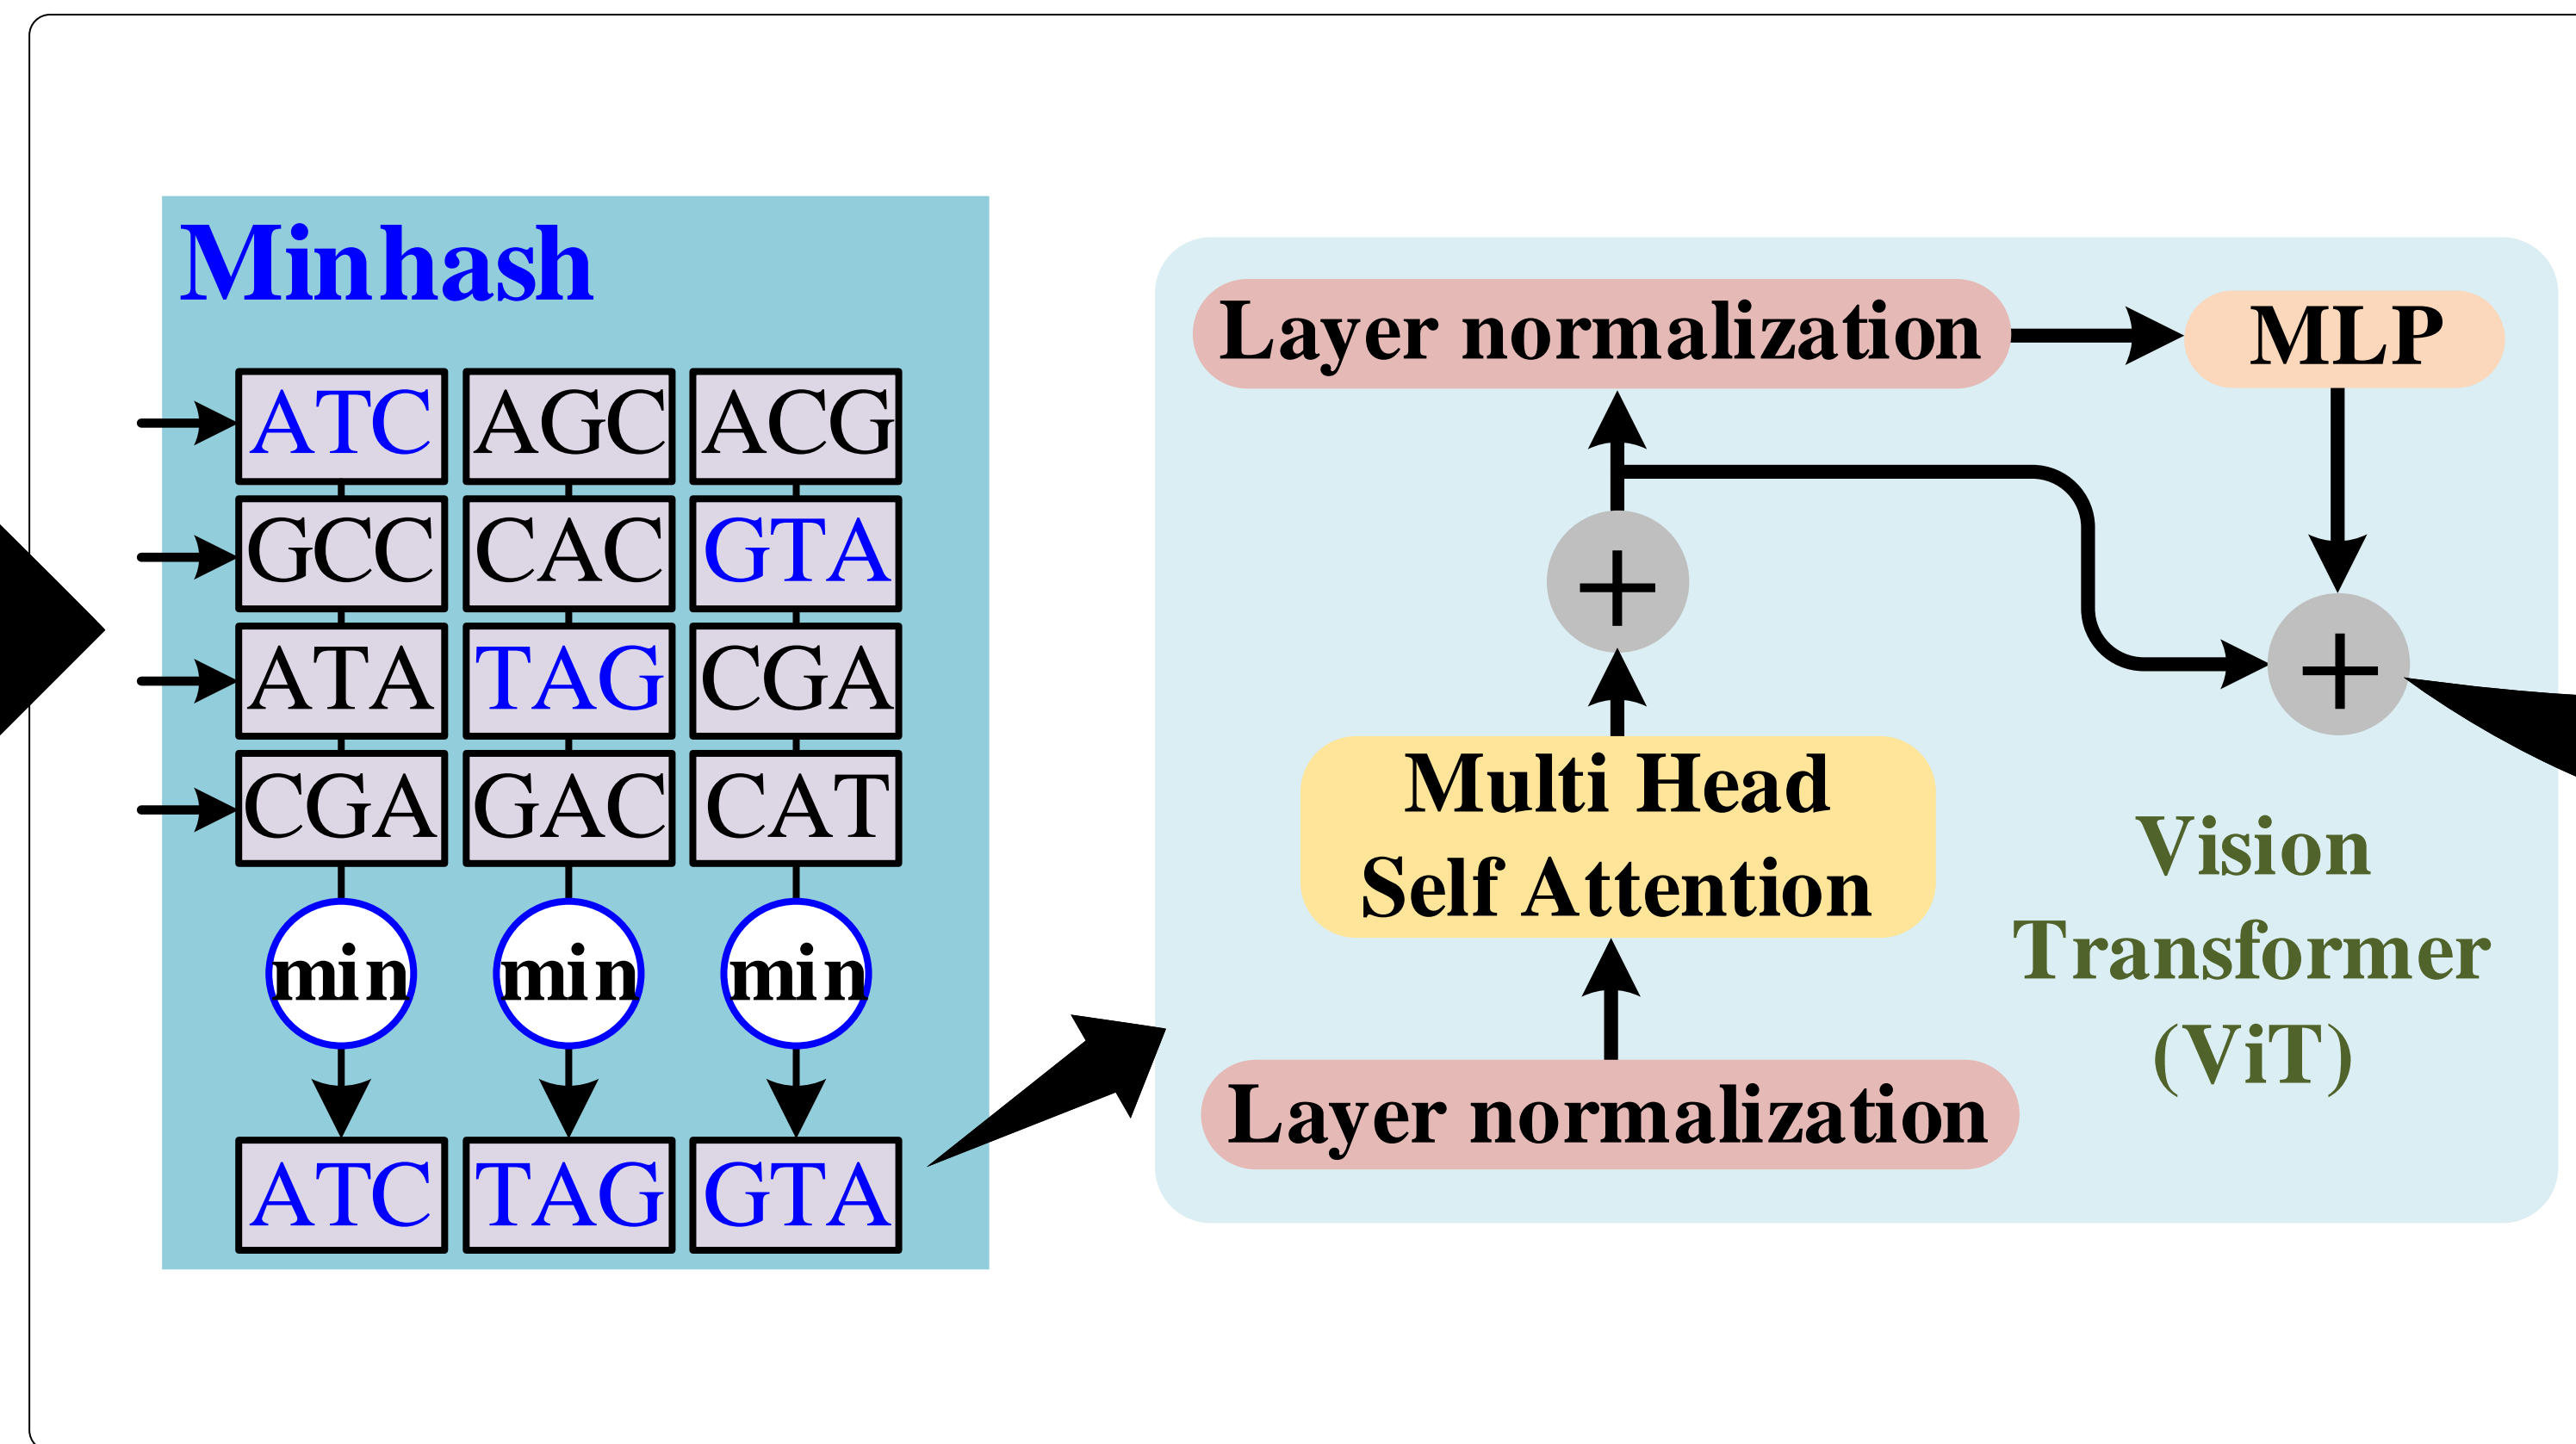 Minhash
ATC AGC ACG
GCC CAC GTA
ATA TAG CGA
CGA GAC CAT
min min min
ATC TAG GTA
Layer normalization
MLP
+
+
Multi Head
Self Attention
Layer normalization
Vision
Transformer
(ViT)